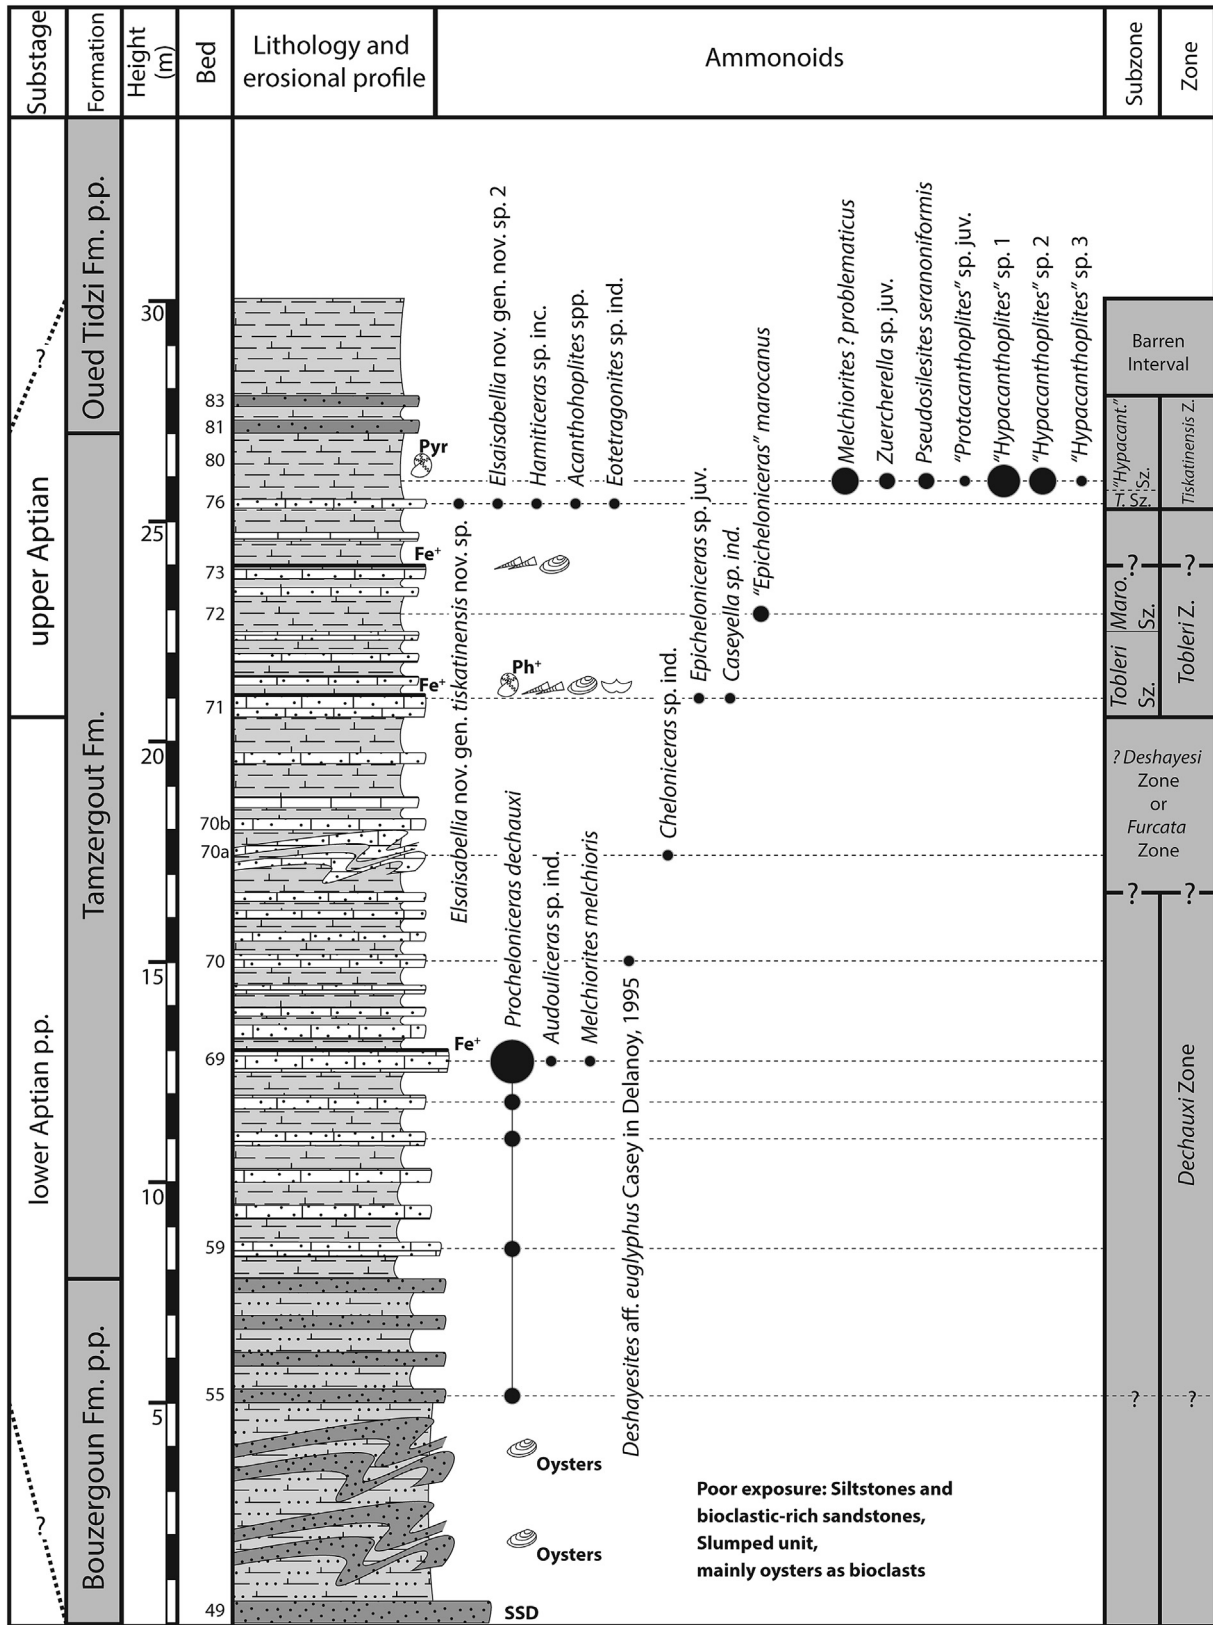 Substage
Formation
Height
(m)
Bed
Lithology and
erosional profile
Ammonoids
Subzone
Zone
upper Aptian
lower Aptian p.p.
?
?
Oued Tidzi Fm. p.p.
Tamzergout Fm.
Bouzergoun Fm. p.p.
30
25
20
15
10
5
83
81
80
76
73
72
71
70b
70a
70
69
59
55
49
Pyr
Fe+
Ph+
Fe+
Fe+
Oysters
Oysters
SSD
Elsaisabellia nov. gen. tiskatinensis nov. sp.
Elsaisabellia nov. gen. nov. sp. 2
Hamiticeras sp. inc.
Acanthohoplites spp.
Eotetragonites sp. ind.
Melchiorites ? problematicus
Zuercherella sp. juv.
Pseudosilesites seranoniformis
"Protacanthoplites" sp. juv.
"Hypacanthoplites" sp. 1
"Hypacanthoplites" sp. 2
"Hypacanthoplites" sp. 3
"Epicheloniceras" marocanus
Epicheloniceras sp. juv.
Caseyella sp. ind.
Cheloniceras sp. ind.
Procheloniceras dechauxi
Audouliceras sp. ind.
Melchiorites melchioris
Deshayesites aff. euglyphus Casey in Delanoy, 1995
Poor exposure: Siltstones and
bioclastic-rich sandstones,
Slumped unit,
mainly oysters as bioclasts
Barren
Interval
"Hypacant."
Sz.
T. Sz.
Tiskatinensis Z.
?
?
Maro.
Sz.
Tobleri
Sz.
Tobleri Z.
? Deshayesi
Zone
or
Furcata
Zone
?
?
Dechauxi Zone
?
?